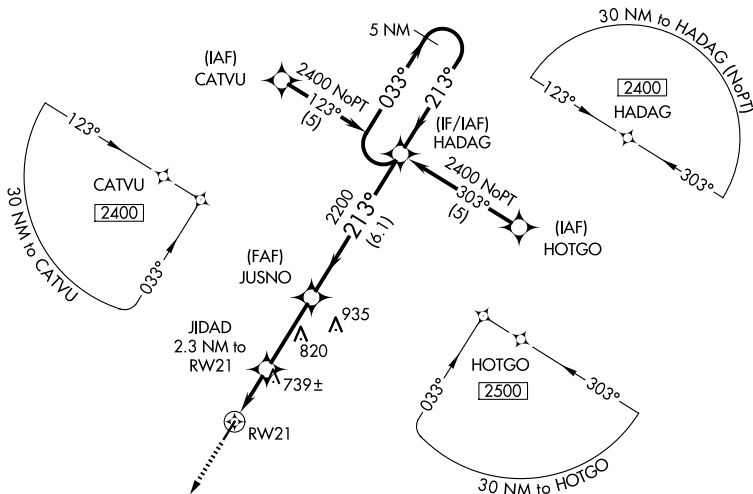 5 NM
(IAF)
CATVU
2400 NoPT
123°
(5)
033°
213°
(IF/IAF)
HADAG
2400 NoPT
303°
(5)
(IAF)
HOTGO
2200
213°
(6.1)
(FAF)
JUSNO
935
820
JIDAD
2.3 NM to
RW21
739±
RW21
30 NM to HADAG (NoPT)
2400
HADAG
123°
303°
123°
CATVU
2400
033°
30 NM to CATVU
HOTGO
2500
033°
303°
30 NM to HOTGO